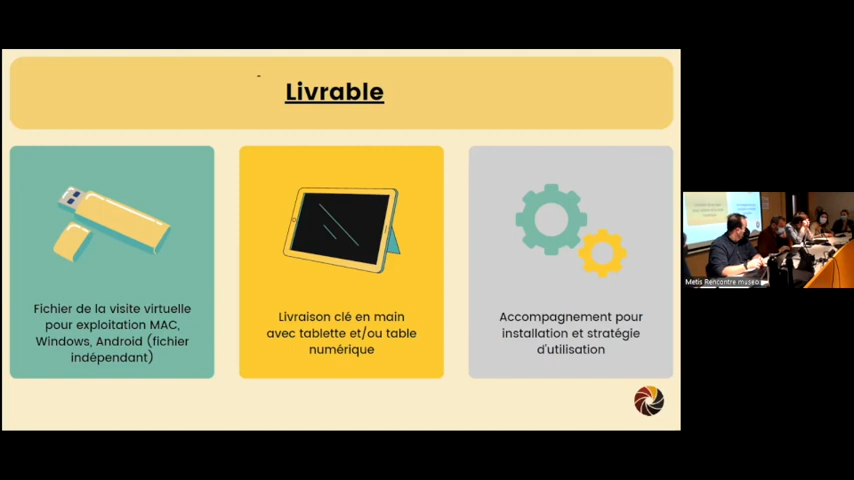 Livrable
Fichier de la visite virtuelle
pour exploitation MAC,
Windows, Android (fichier
indépendant)
Livraison clé en main
avec tablette et/ou table
numérique
Accompagnement pour
installation et stratégie
d'utilisation
Metis Rencontre museo